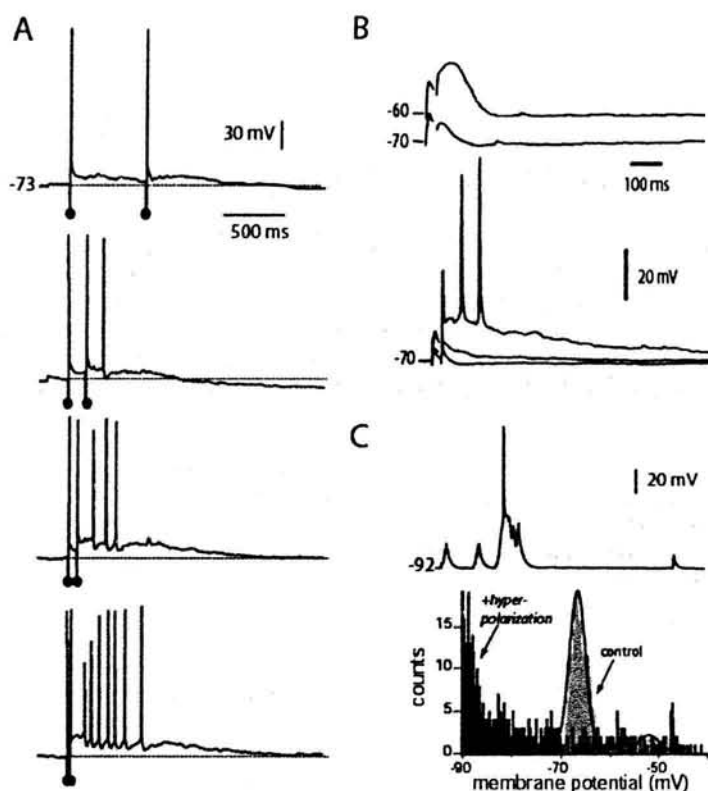 A
30 mV
-73
500 ms
B
-60
-70
100 ms
20 mV
-70
C
20 mV
-92
+hyper-
polarization
control
counts
15
10
5
0
-90
-70
-50
membrane potential (mV)